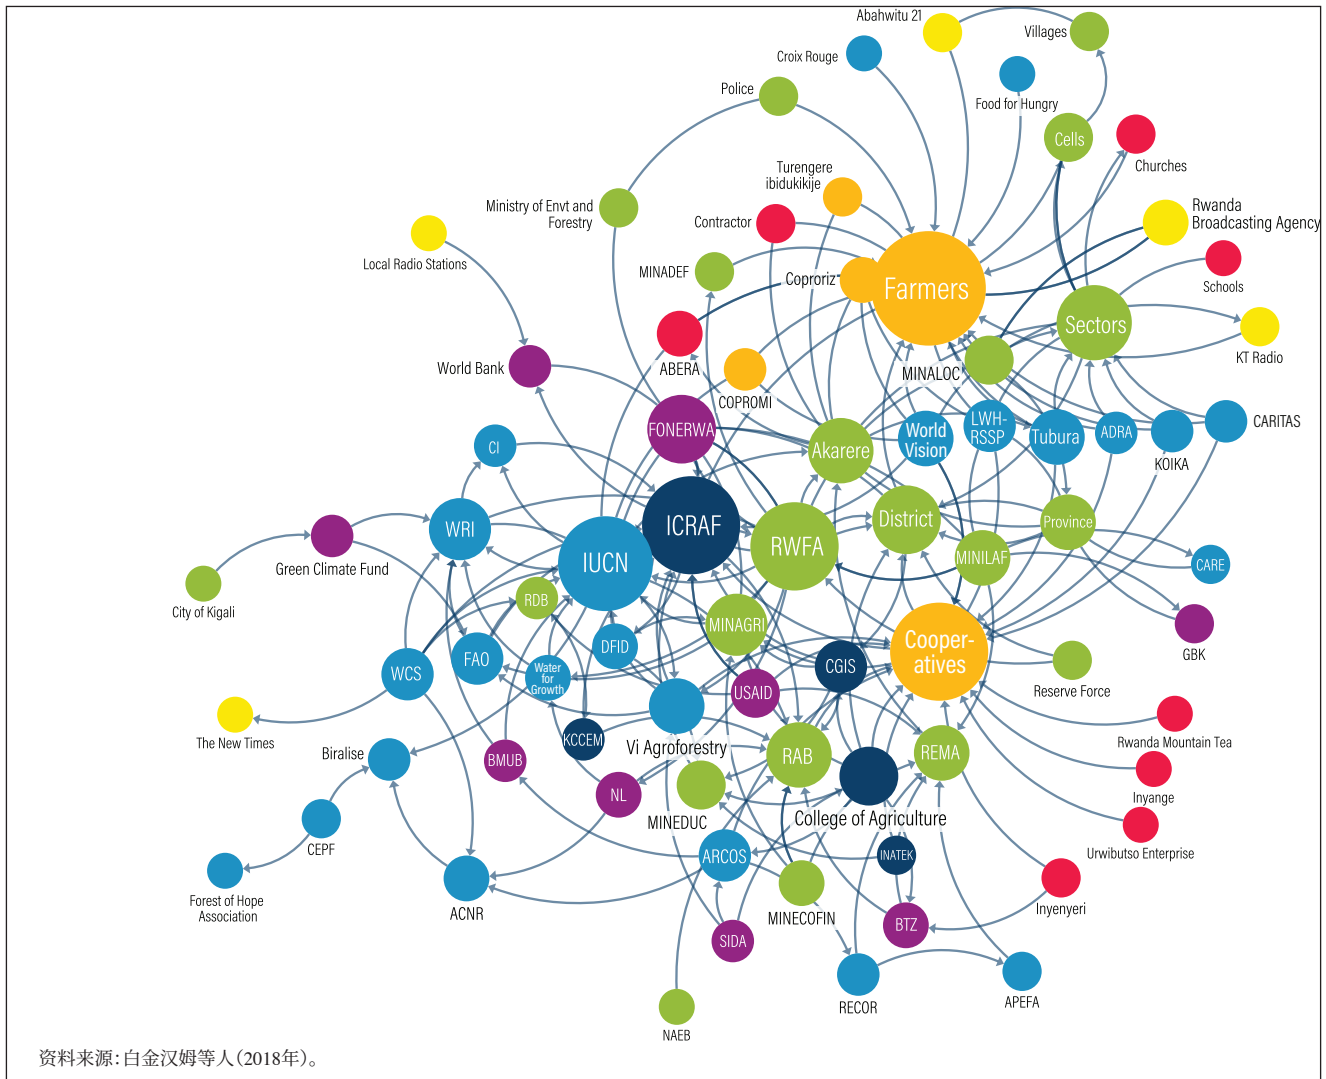 Abahwitu 21
Villages
Croix Rouge
Food for Hungry
Police
Cells
Churches
Turengere
ibidukikije
Ministry of Envt and
Forestry
Contractor
Rwanda
Broadcasting Agency
Local Radio Stations
MINADEF
Coproriz
Farmers
Schools
Sectors
KT Radio
World Bank
ABERA
COPROMI
MINALOC
FONERWA
CI
Akarere
World
Vision
LWH-
RSSP
Tubura
ADRA
KOIKA
CARITAS
WRI
ICRAF
RWFA
District
Province
Green Climate Fund
City of Kigali
IUCN
MINILAF
CARE
RDB
MINAGRI
GBK
WCS
FAO
Water
for
Growth
DFID
CGIS
Cooper-
atives
Reserve Force
USAID
The New Times
Biralise
BMUB
KCCEM
Vi Agroforestry
RAB
REMA
Rwanda Mountain Tea
NL
MINEDUC
College of Agriculture
Inyange
CEPF
Urwibutso Enterprise
ARCOS
INATEK
Forest of Hope
Association
ACNR
MINECOFIN
Inyenyeri
BTZ
SIDA
RECOR
APEFA
NAEB
资料来源：白金汉姆等人（2018年）。